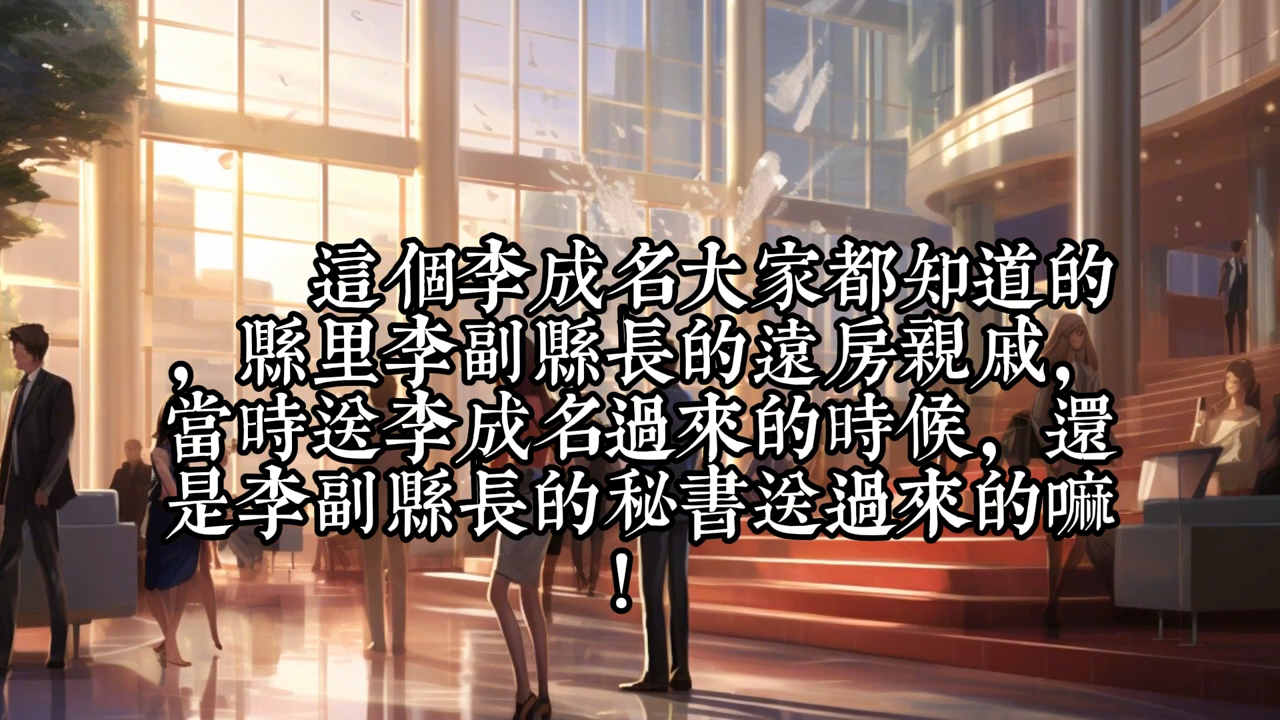 這個李成名大家都知道的
，縣里李副縣長的遠房親戚，
當時送李成名過來的時候，還
是李副縣長的秘書送過來的嘛
！